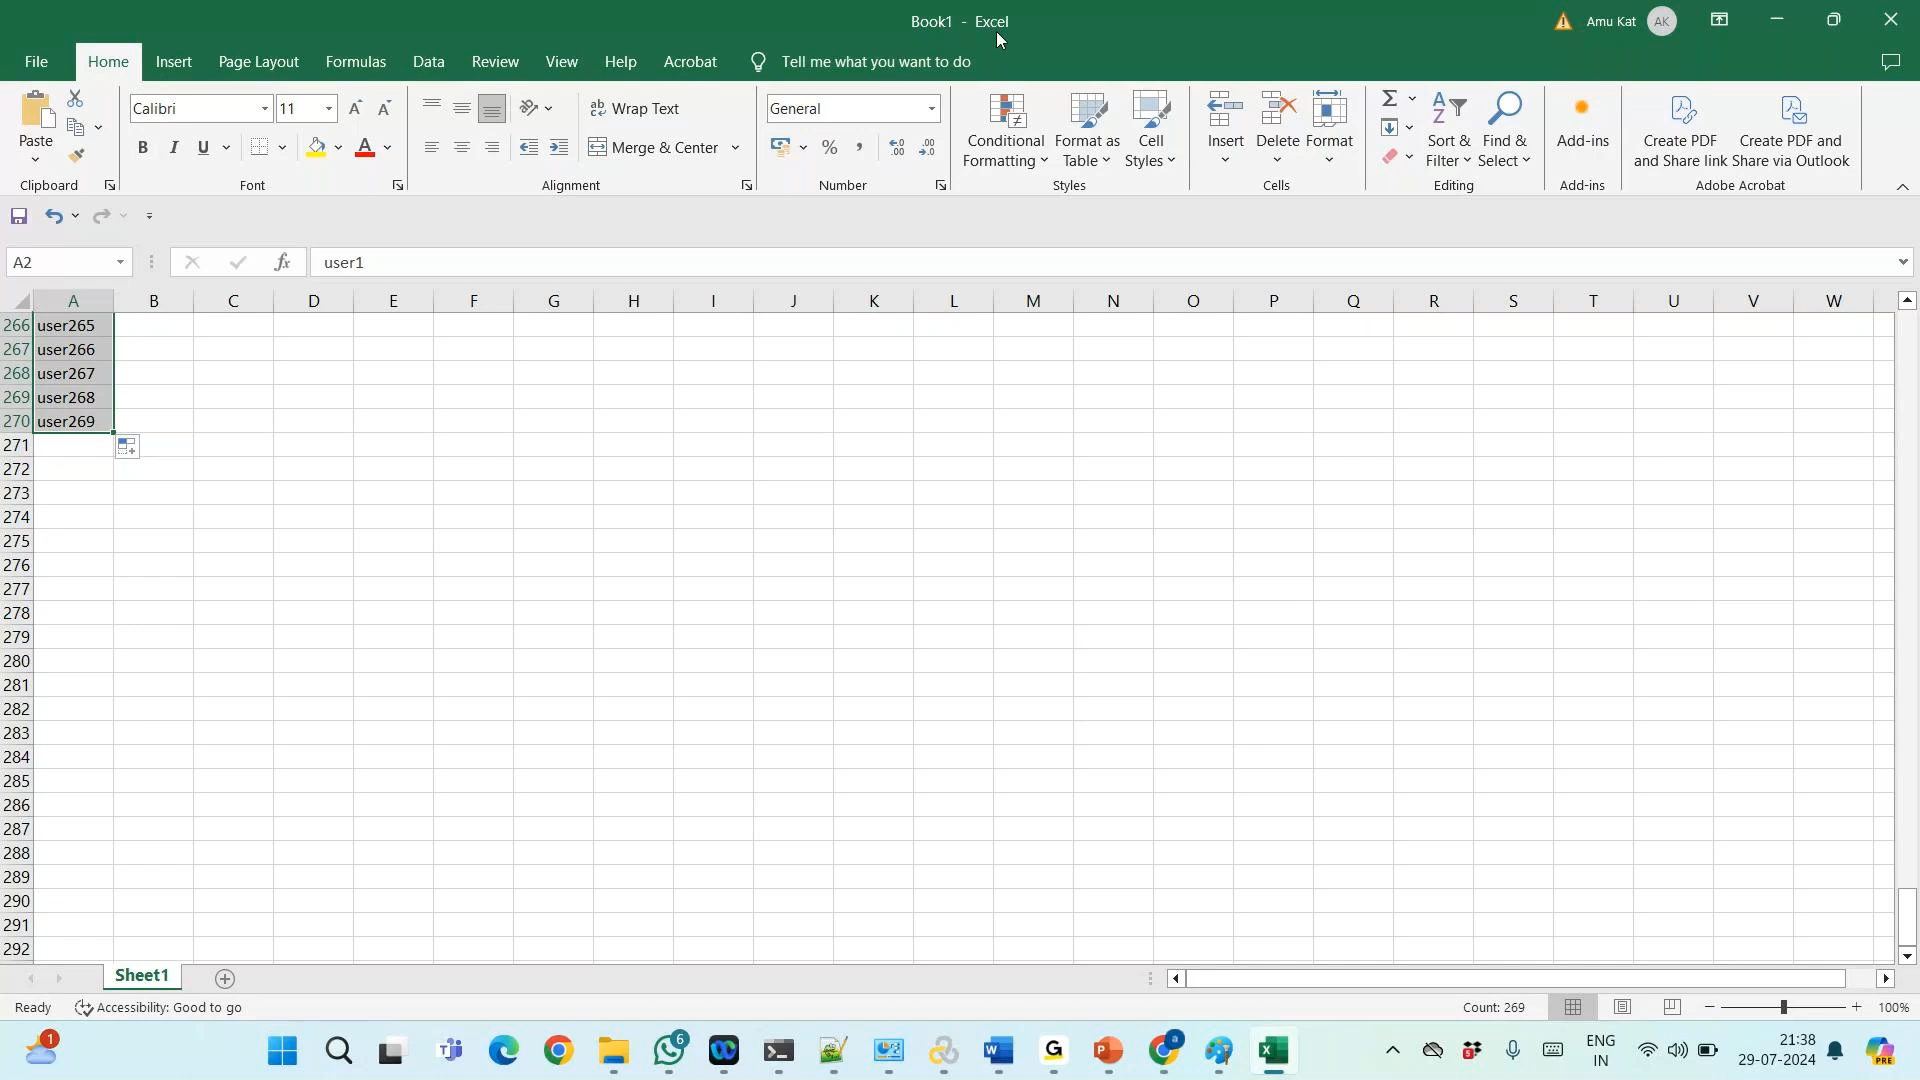 Book1 - Excel
Amu Kat AK
File Home Insert Page Layout Formulas Data Review View Help Acrobat Tell me what you want to do
Calibri 11
ab Wrap Text
General
Paste
B I U A
Merge & Center
% ,
Conditional Formatting
Format as Table
Cell Styles
Insert Delete Format
Sort & Filter
Find & Select
Add-ins
Create PDF and Share link
Create PDF and Share via Outlook
Clipboard Font Alignment Number Styles Cells Editing Add-ins Adobe Acrobat
A2 fx user1
A B C D E F G H I J K L M N O P Q R S T U V W
266 user265
267 user266
268 user267
269 user268
270 user269
271
272
273
274
275
276
277
278
279
280
281
282
283
284
285
286
287
288
289
290
291
292
Sheet1
Ready Accessibility: Good to go Count: 269 100%
1 6 ENG IN 21:38
29-07-2024